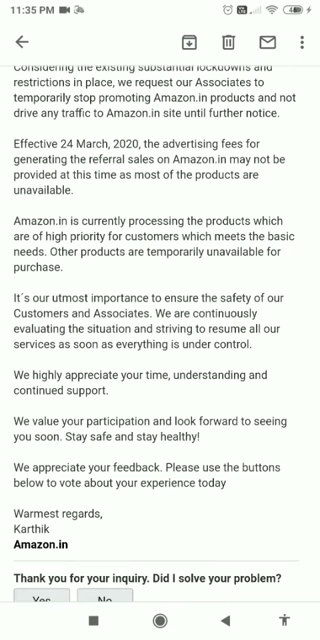 11:35 PM
Considering the existing substantial lockdowns and
restrictions in place, we request our Associates to
temporarily stop promoting Amazon.in products and not
drive any traffic to Amazon.in site until further notice.
Effective 24 March, 2020, the advertising fees for
generating the referral sales on Amazon.in may not be
provided at this time as most of the products are
unavailable.
Amazon.in is currently processing the products which
are of high priority for customers which meets the basic
needs. Other products are temporarily unavailable for
purchase.
It´s our utmost importance to ensure the safety of our
Customers and Associates. We are continuously
evaluating the situation and striving to resume all our
services as soon as everything is under control.
We highly appreciate your time, understanding and
continued support.
We value your participation and look forward to seeing
you soon. Stay safe and stay healthy!
We appreciate your feedback. Please use the buttons
below to vote about your experience today
Warmest regards,
Karthik
Amazon.in
Thank you for your inquiry. Did I solve your problem?
Yes No